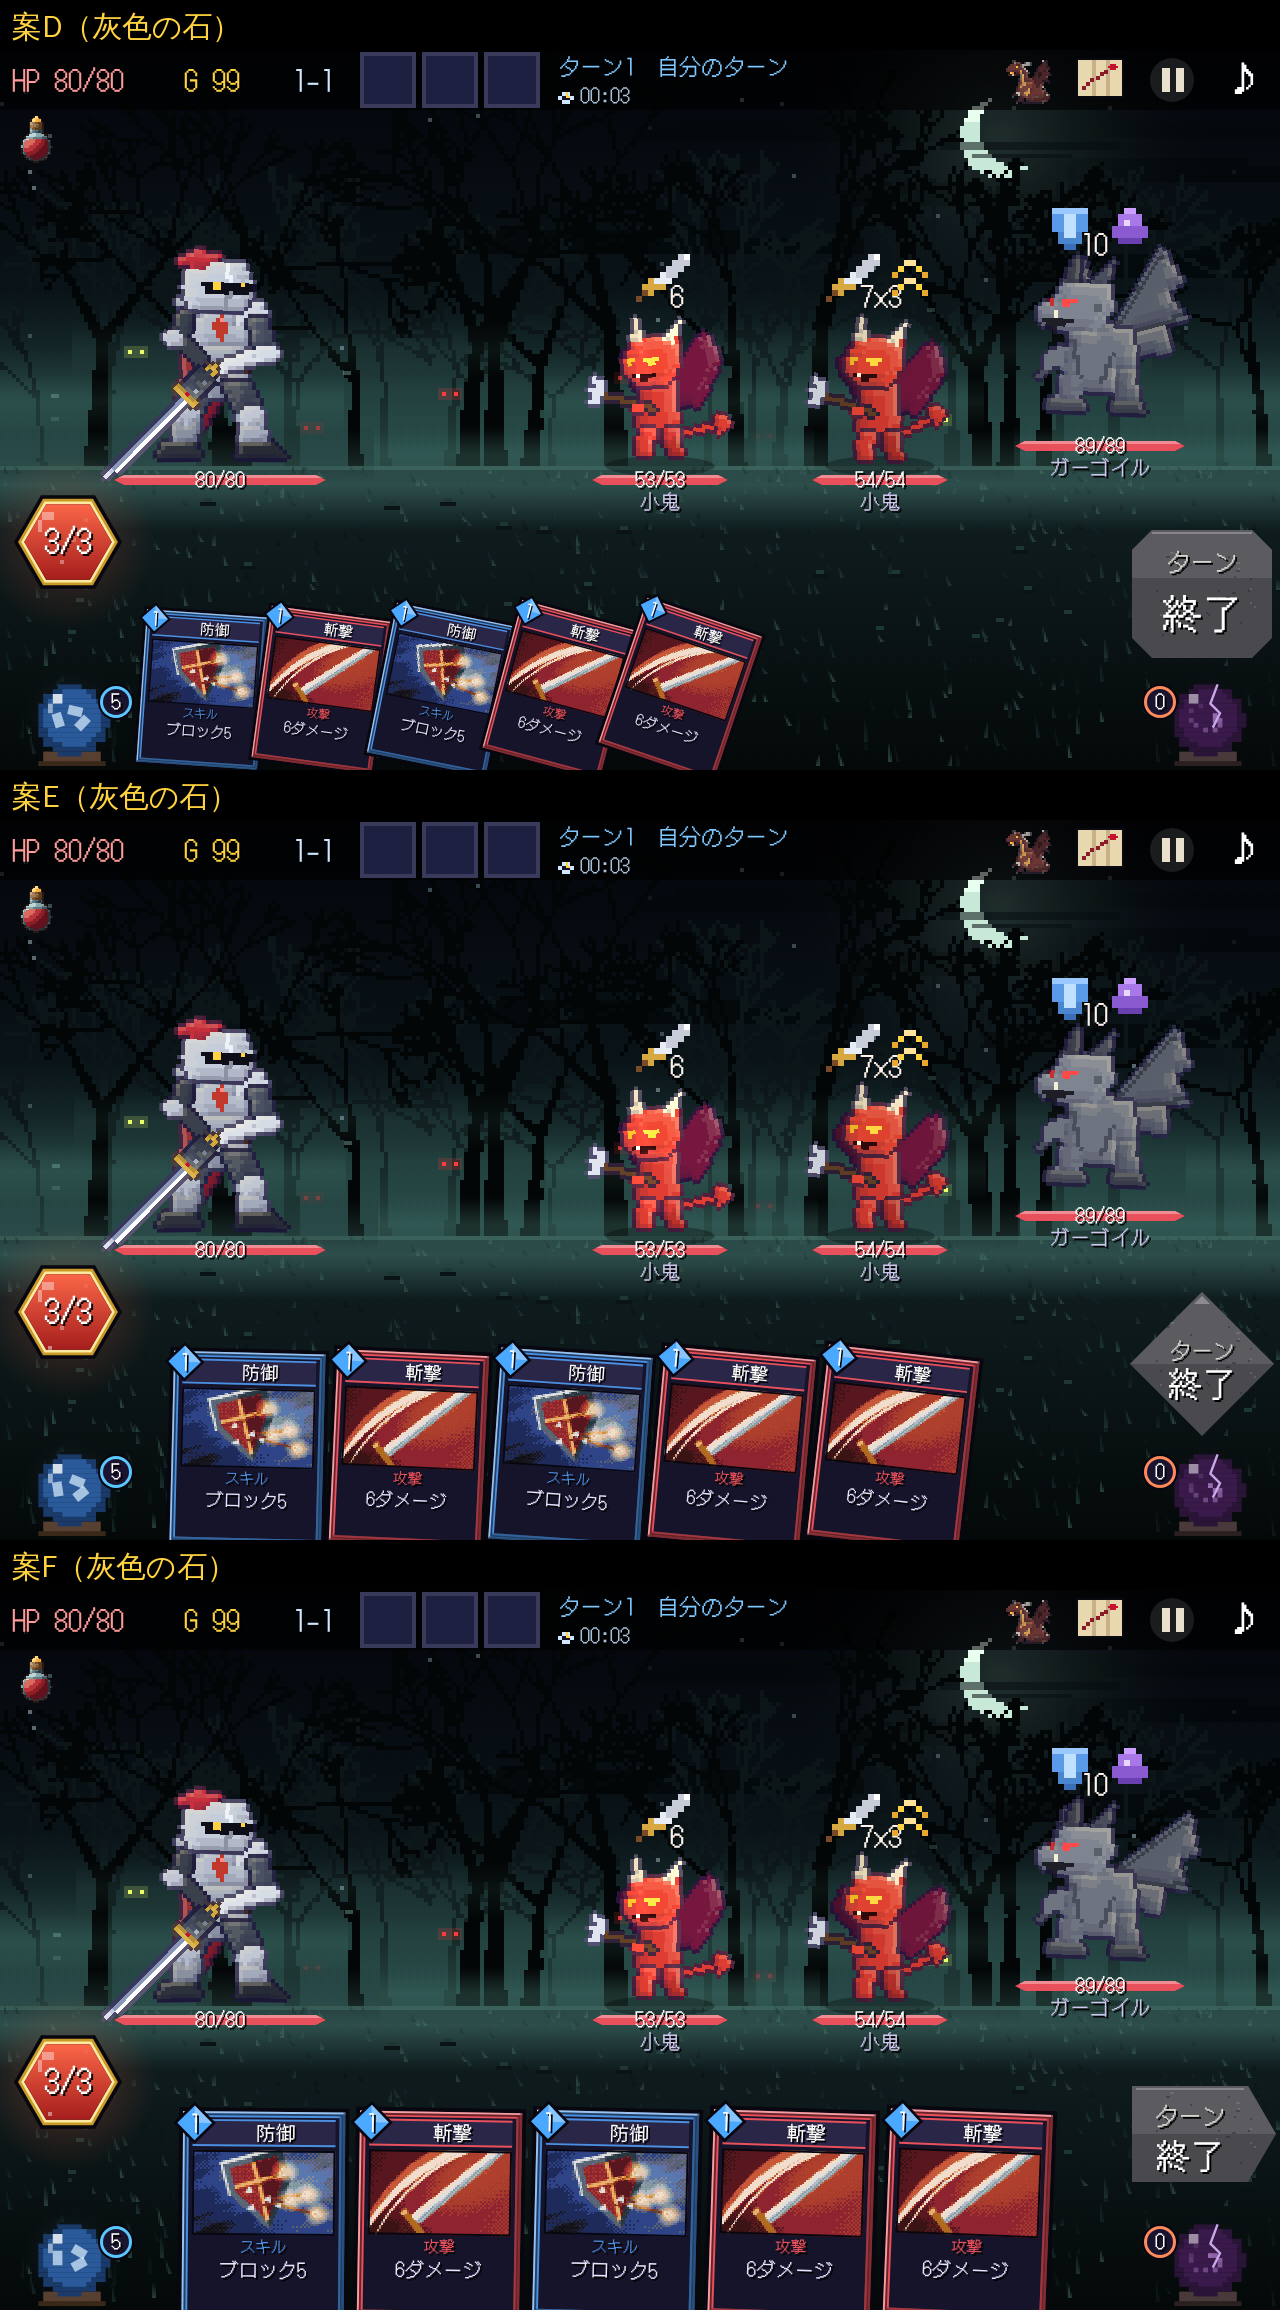 案D（灰色の石）
HP 80/80 G 99 1-1 ターン1 自分のターン
00:03
10
6
7x3
89/89
ガーゴイル
80/80
53/53
54/54
小鬼
小鬼
3/3
ターン
終了
1 防御
スキル
ブロック5
1 斬撃
攻撃
6ダメージ
1 防御
スキル
ブロック5
1 斬撃
攻撃
6ダメージ
1 斬撃
攻撃
6ダメージ
5
0
案E（灰色の石）
HP 80/80 G 99 1-1 ターン1 自分のターン
00:03
10
6
7x3
89/89
ガーゴイル
80/80
53/53
54/54
小鬼
小鬼
3/3
ターン
終了
1 防御
スキル
ブロック5
1 斬撃
攻撃
6ダメージ
1 防御
スキル
ブロック5
1 斬撃
攻撃
6ダメージ
1 斬撃
攻撃
6ダメージ
5
0
案F（灰色の石）
HP 80/80 G 99 1-1 ターン1 自分のターン
00:03
10
6
7x3
89/89
ガーゴイル
80/80
53/53
54/54
小鬼
小鬼
3/3
ターン
終了
1 防御
スキル
ブロック5
1 斬撃
攻撃
6ダメージ
1 防御
スキル
ブロック5
1 斬撃
攻撃
6ダメージ
1 斬撃
攻撃
6ダメージ
5
0